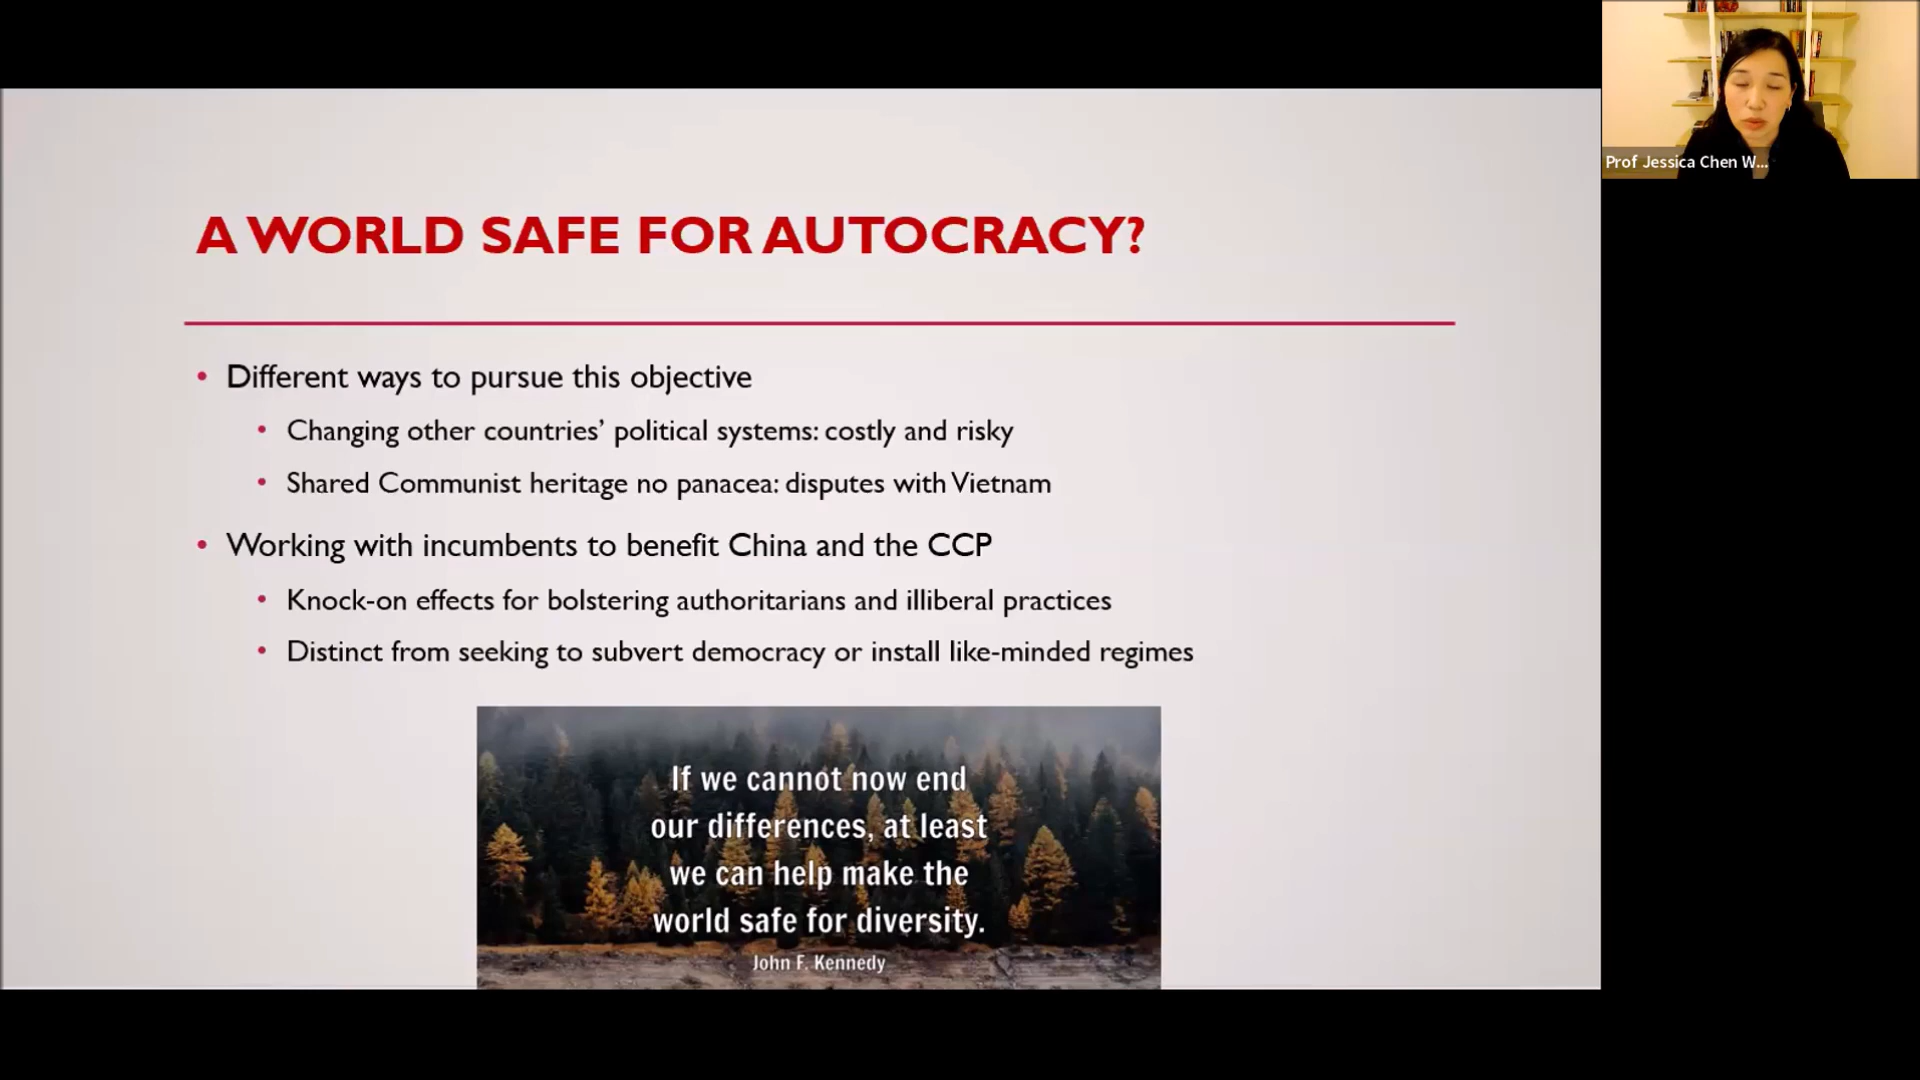 A WORLD SAFE FOR AUTOCRACY?
• Different ways to pursue this objective
• Changing other countries’ political systems: costly and risky
• Shared Communist heritage no panacea: disputes with Vietnam
• Working with incumbents to benefit China and the CCP
• Knock-on effects for bolstering authoritarians and illiberal practices
• Distinct from seeking to subvert democracy or install like-minded regimes
If we cannot now end
our differences, at least
we can help make the
world safe for diversity.
John F. Kennedy
Prof Jessica Chen W...